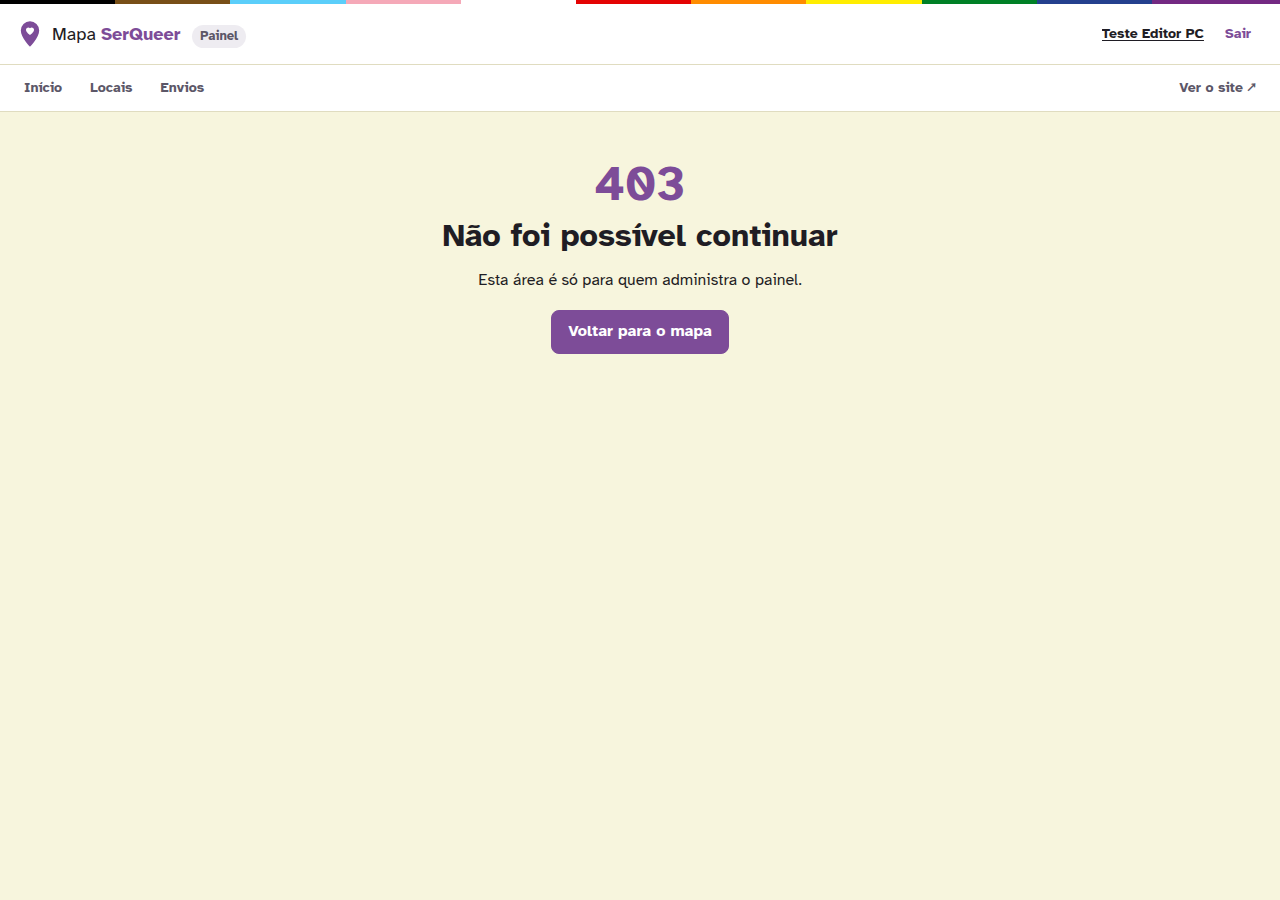 Mapa SerQueer Painel Teste Editor PC Sair
Início Locais Envios Ver o site ↗
403
Não foi possível continuar
Esta área é só para quem administra o painel.
Voltar para o mapa